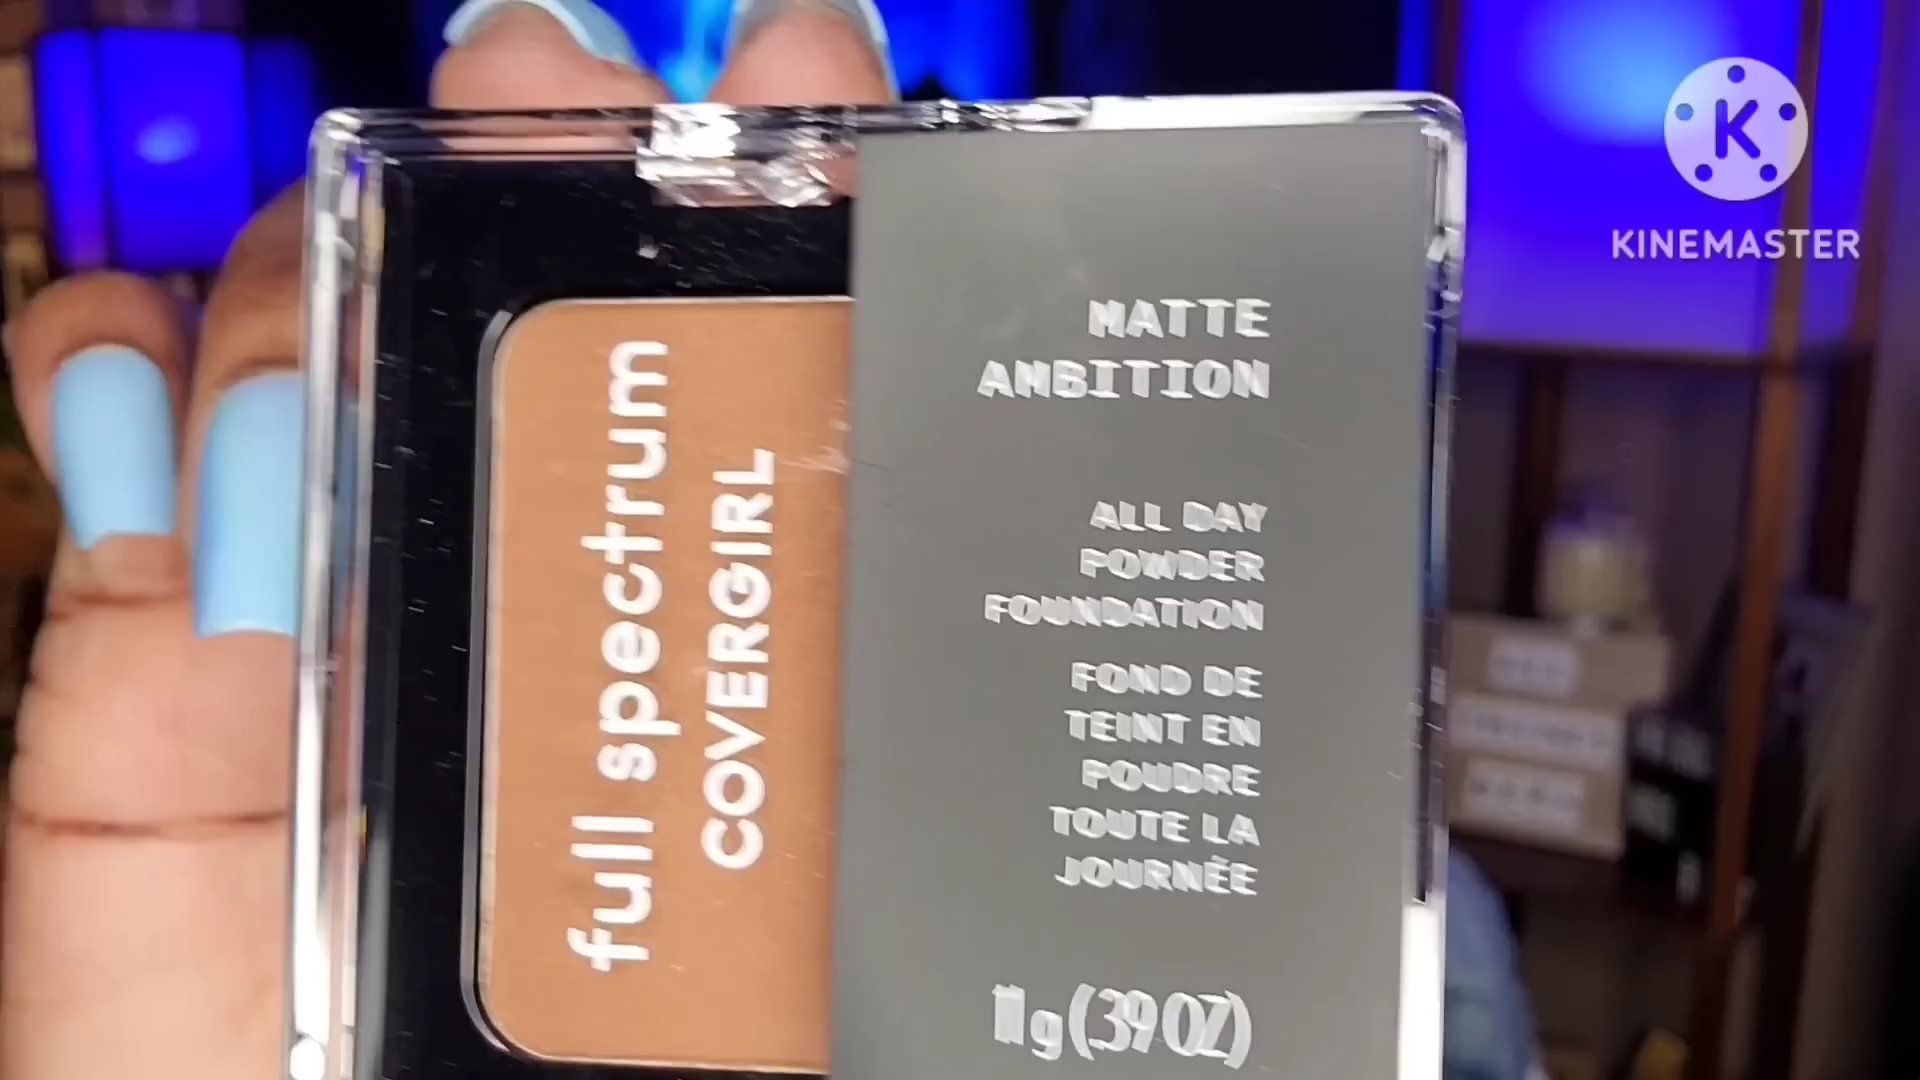 full spectrum
COVERGIRL
MATTE
AMBITION
ALL DAY
POWDER
FOUNDATION
FOND DE
TEINT EN
POUDRE
TOUTE LA
JOURNÉE
11g (.39 OZ)
K
KINEMASTER